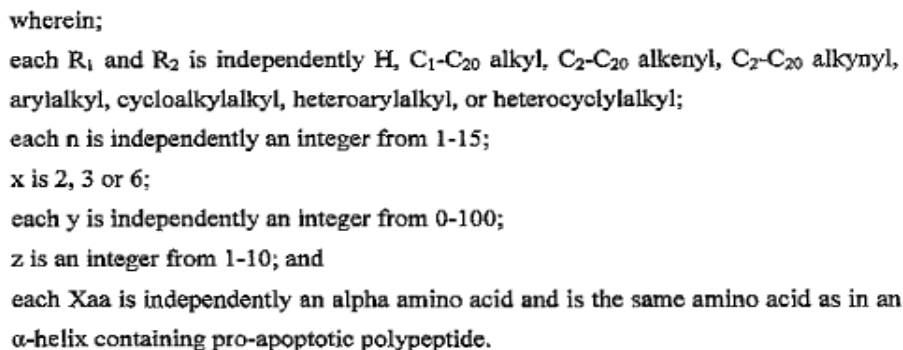 wherein;
each R₁ and R₂ is independently H, C₁-C₂₀ alkyl, C₂-C₂₀ alkenyl, C₂-C₂₀ alkynyl,
arylalkyl, cycloalkylalkyl, heteroarylalkyl, or heterocyclylalkyl;
each n is independently an integer from 1-15;
x is 2, 3 or 6;
each y is independently an integer from 0-100;
z is an integer from 1-10; and
each Xaa is independently an alpha amino acid and is the same amino acid as in an
α-helix containing pro-apoptotic polypeptide.